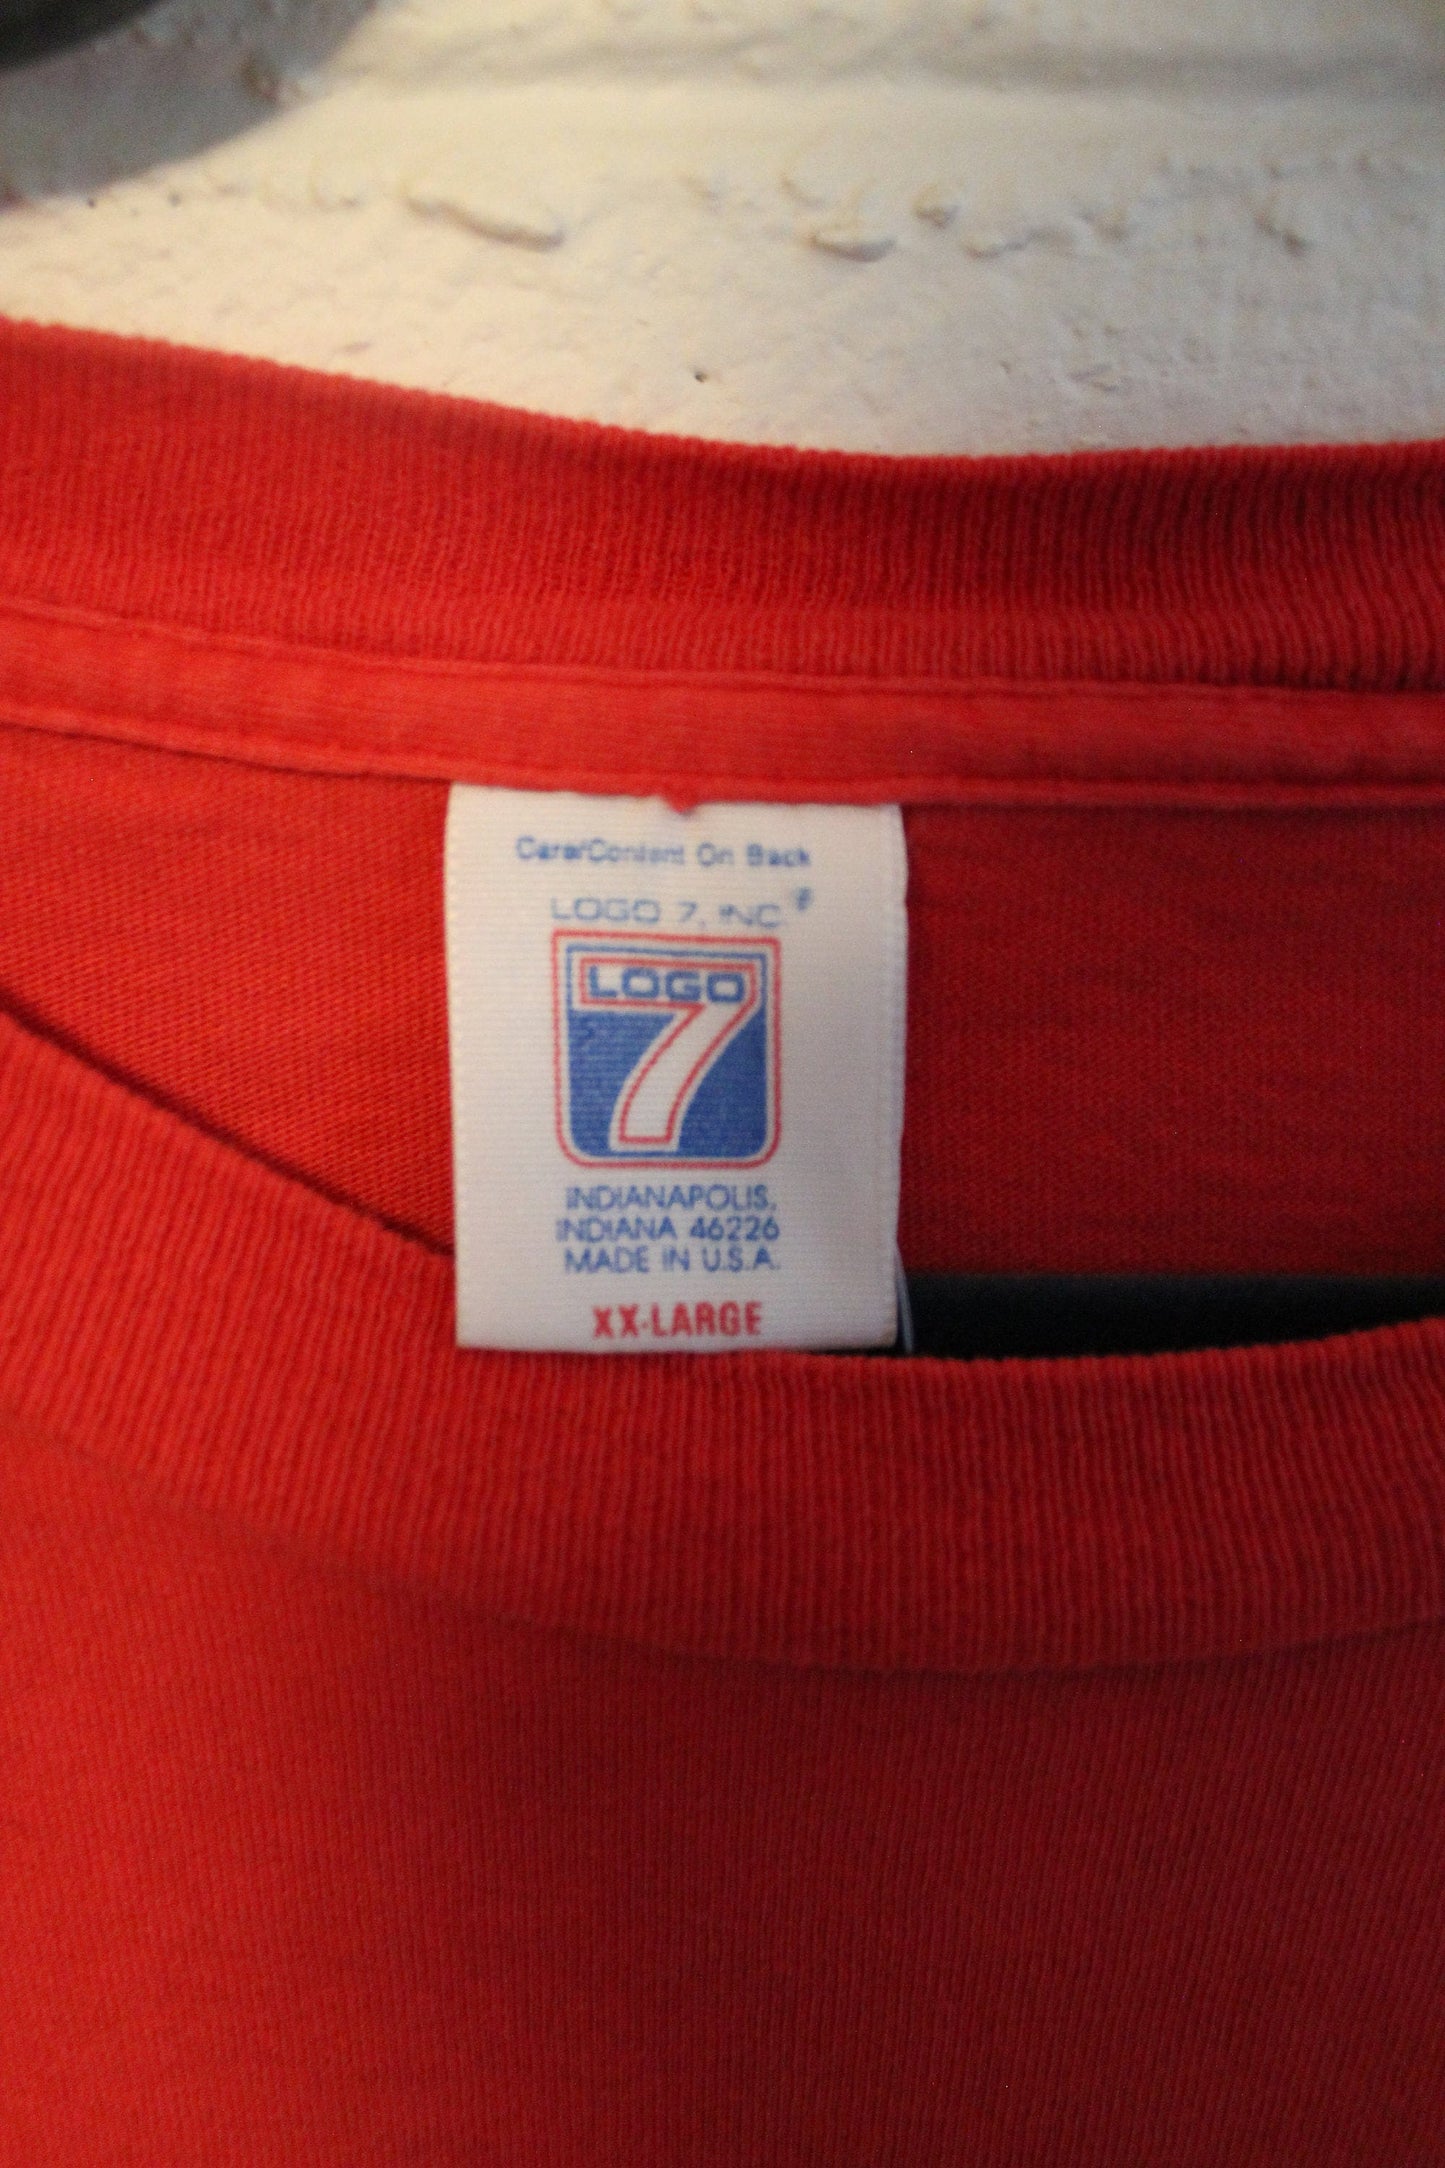 Care/Content On Back
LOGO 7, INC.®
LOGO
7
INDIANAPOLIS,
INDIANA 46226
MADE IN U.S.A.
XX-LARGE